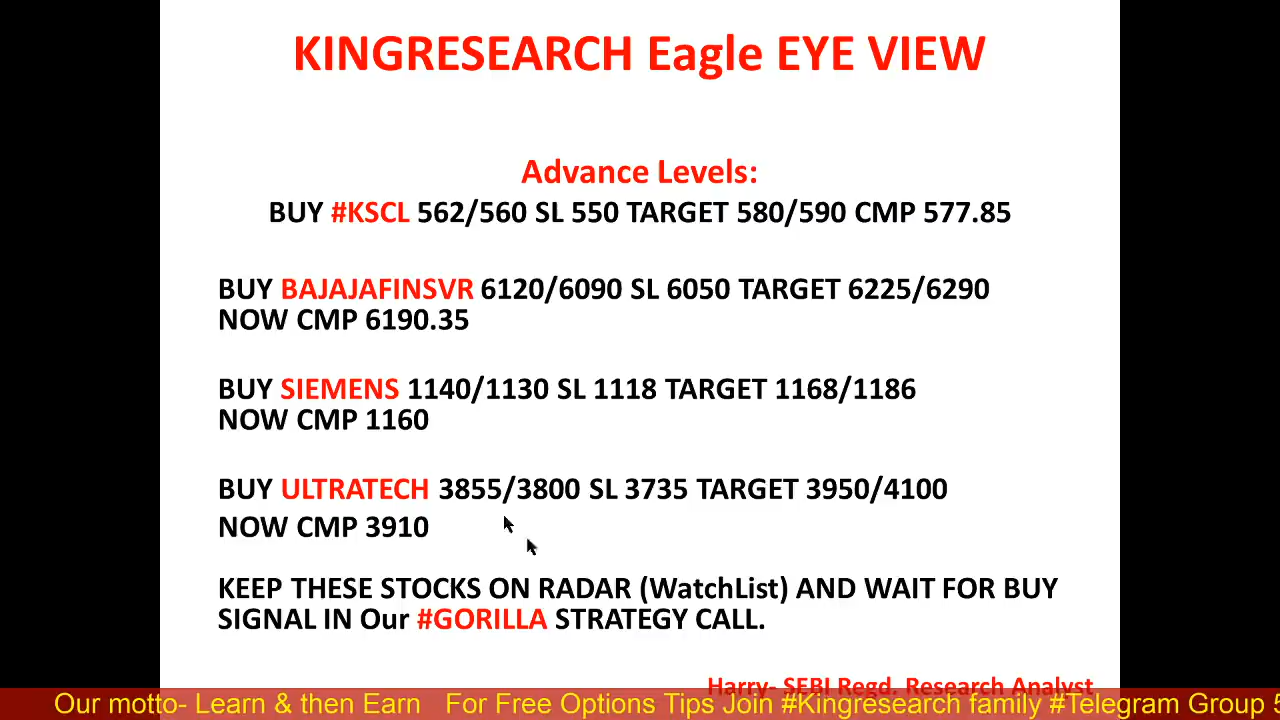 KINGRESEARCH Eagle EYE VIEW
Advance Levels:
BUY #KSCL 562/560 SL 550 TARGET 580/590 CMP 577.85
BUY BAJAJAFINSVR 6120/6090 SL 6050 TARGET 6225/6290
NOW CMP 6190.35
BUY SIEMENS 1140/1130 SL 1118 TARGET 1168/1186
NOW CMP 1160
BUY ULTRATECH 3855/3800 SL 3735 TARGET 3950/4100
NOW CMP 3910
KEEP THESE STOCKS ON RADAR (WatchList) AND WAIT FOR BUY
SIGNAL IN Our #GORILLA STRATEGY CALL.
Harry- SEBI Regd. Research Analyst
Our motto- Learn & then Earn For Free Options Tips Join #Kingresearch family #Telegram Group 5